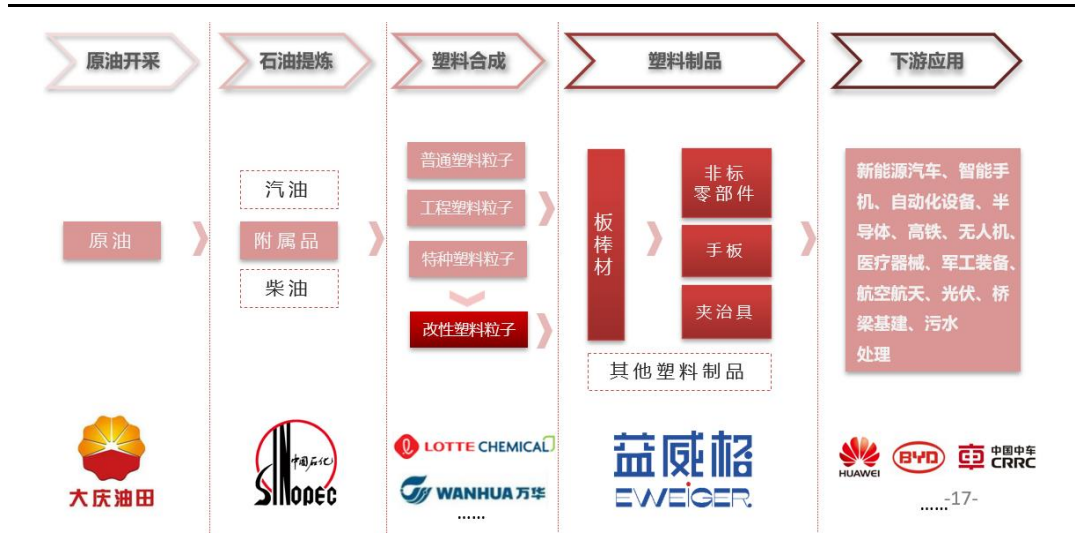 原油开采
石油提炼
塑料合成
塑料制品
下游应用
原油
汽油
附属品
柴油
普通塑料粒子
工程塑料粒子
特种塑料粒子
改性塑料粒子
板
棒
材
非标
零部件
手板
夹治具
其他塑料制品
新能源汽车、智能手
机、自动化设备、半
导体、高铁、无人机、
医疗器械、军工装备、
航空航天、光伏、桥
梁基建、污水
处理
大庆油田
中国石化
SINOPEC
LOTTE CHEMICAL
WANHUA 万华
......
益威格
EWEIGER
HUAWEI
BYD
中国中车
CRRC
......-17-